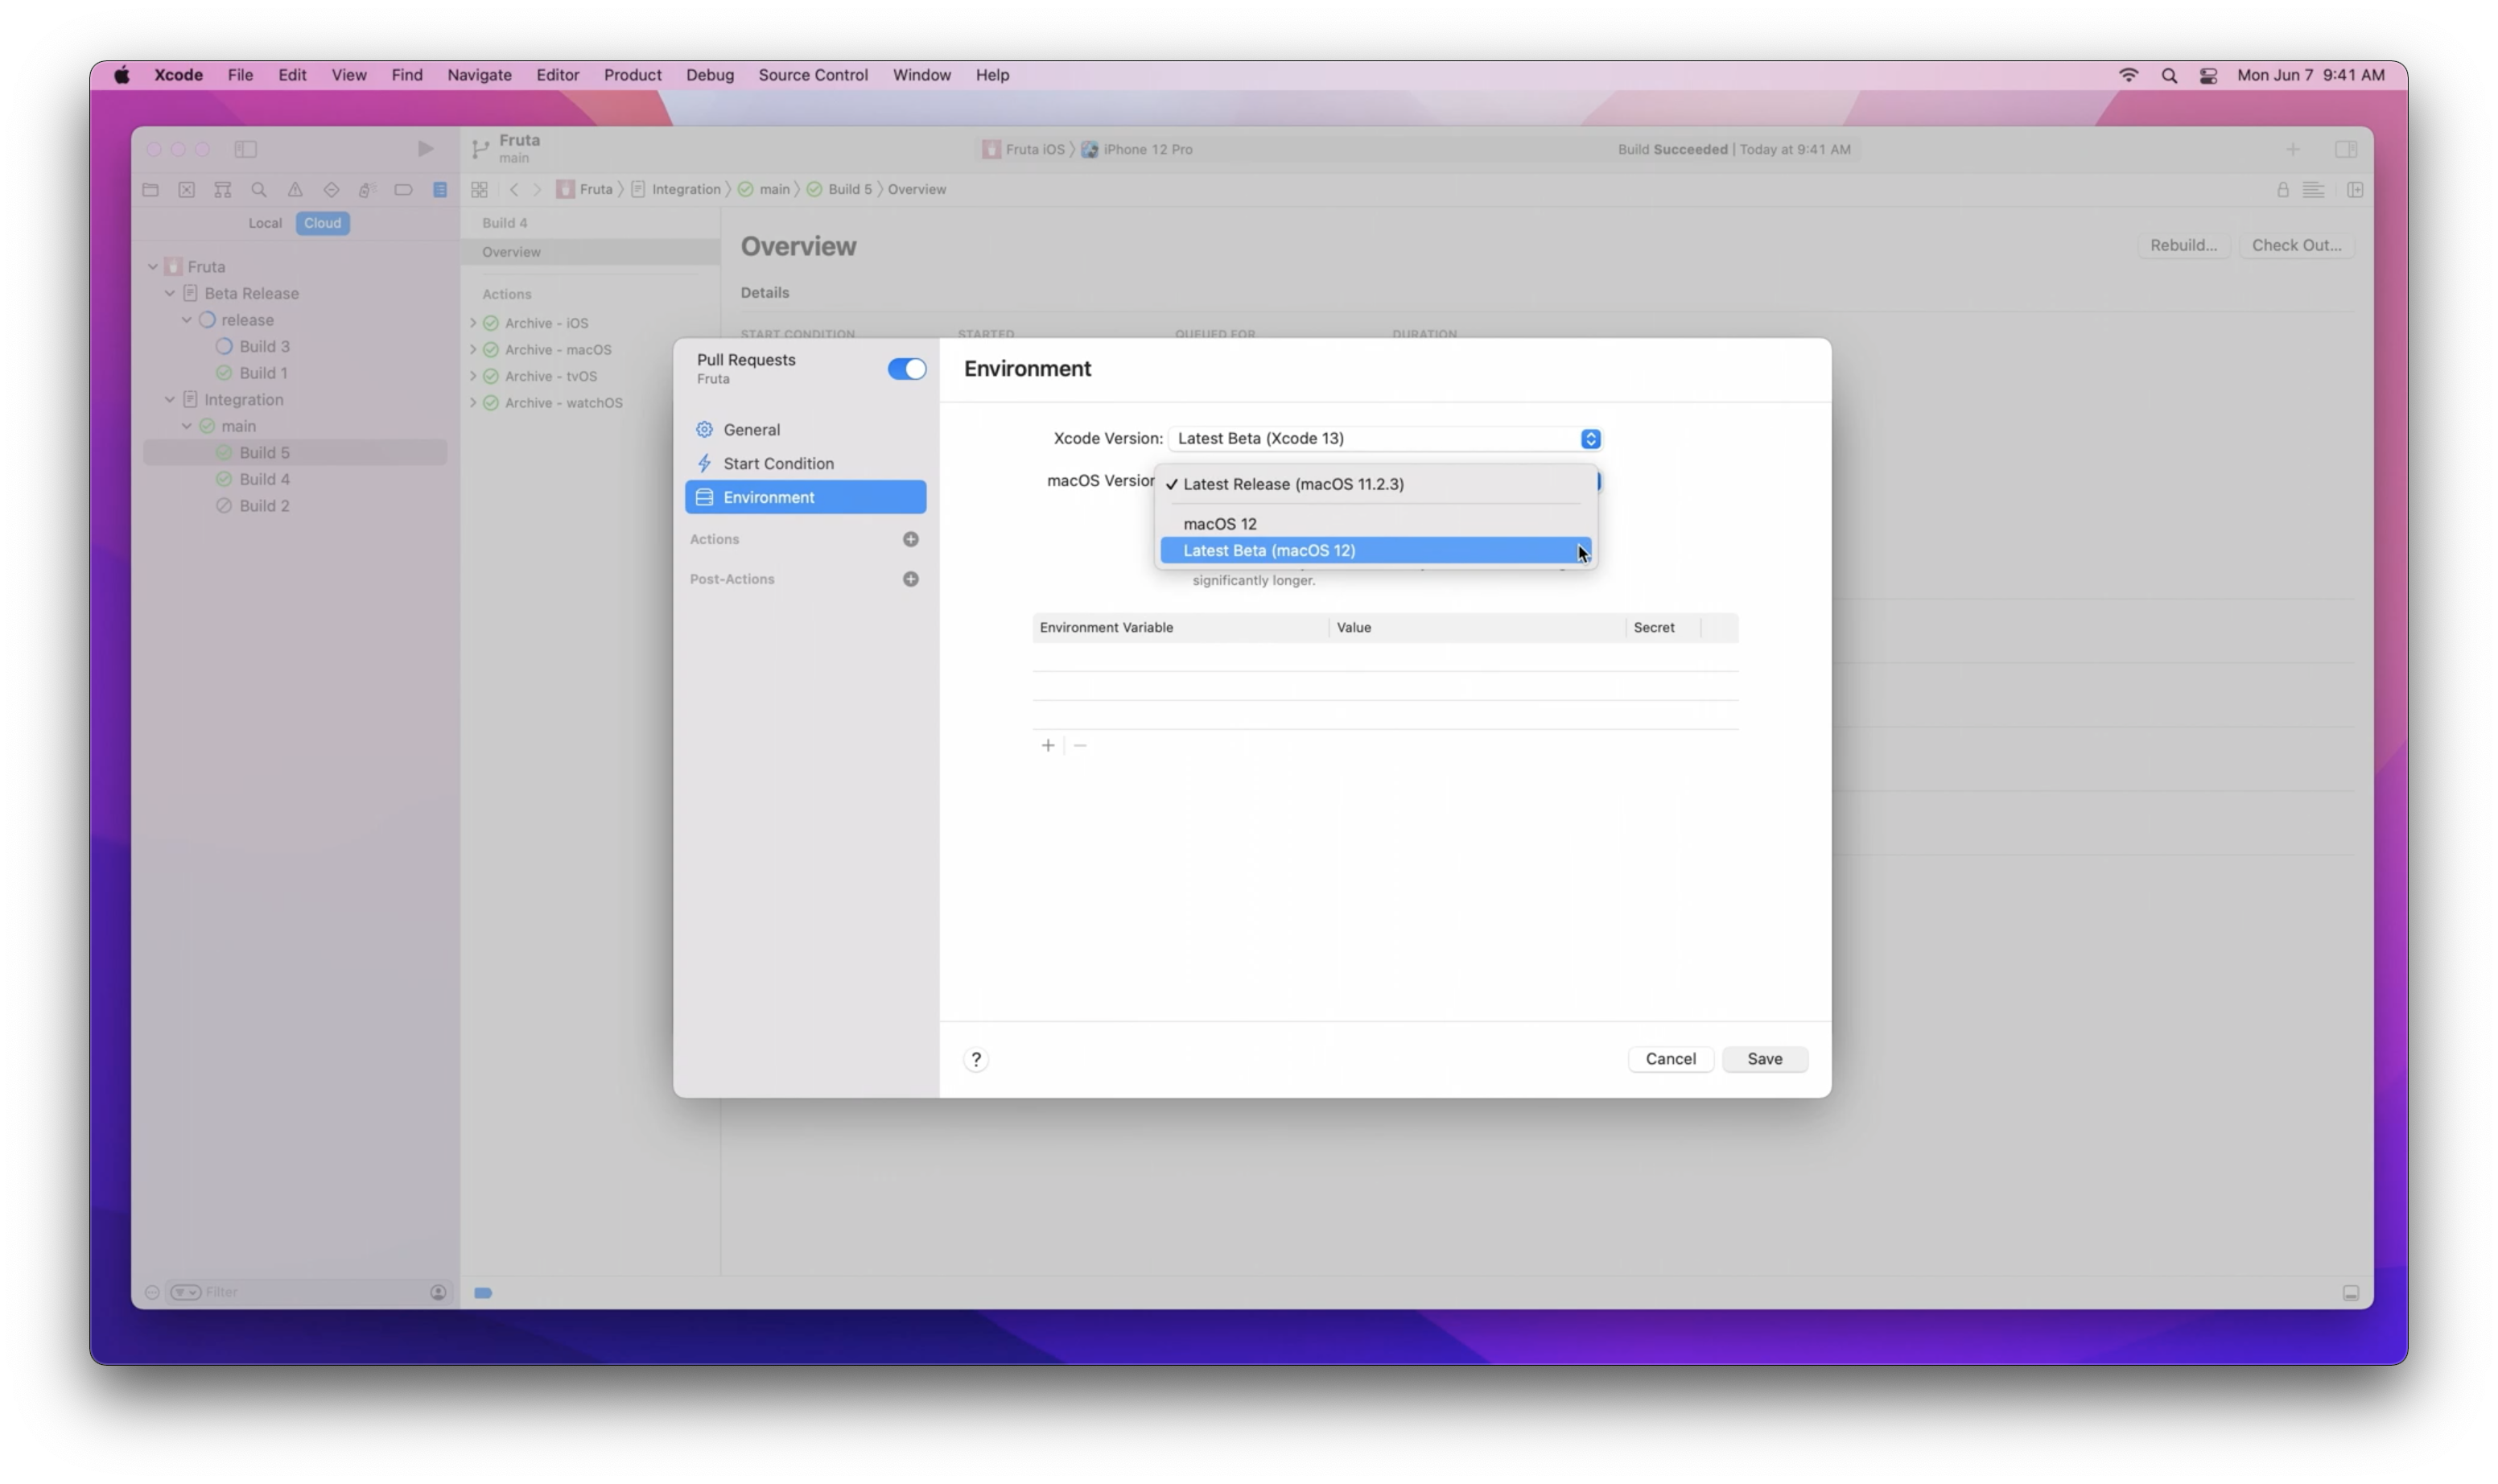 Xcode File Edit View Find Navigate Editor Product Debug Source Control Window Help Mon Jun 7 9:41 AM
Fruta
main
Fruta iOS 〉 iPhone 12 Pro
Build Succeeded | Today at 9:41 AM
Fruta 〉 Integration 〉 main 〉 Build 5 〉 Overview
Local Cloud
Fruta
Beta Release
release
Build 3
Build 1
Integration
main
Build 5
Build 4
Build 2
Filter
Build 4
Overview
Actions
Archive - iOS
Archive - macOS
Archive - tvOS
Archive - watchOS
Overview
Rebuild... Check Out...
Details
START CONDITION STARTED QUEUED FOR DURATION
Pull Requests
Fruta
General
Start Condition
Environment
Actions
Post-Actions
Environment
Xcode Version: Latest Beta (Xcode 13)
macOS Version
✓ Latest Release (macOS 11.2.3)
macOS 12
Latest Beta (macOS 12)
significantly longer.
Environment Variable Value Secret
+ −
? Cancel Save